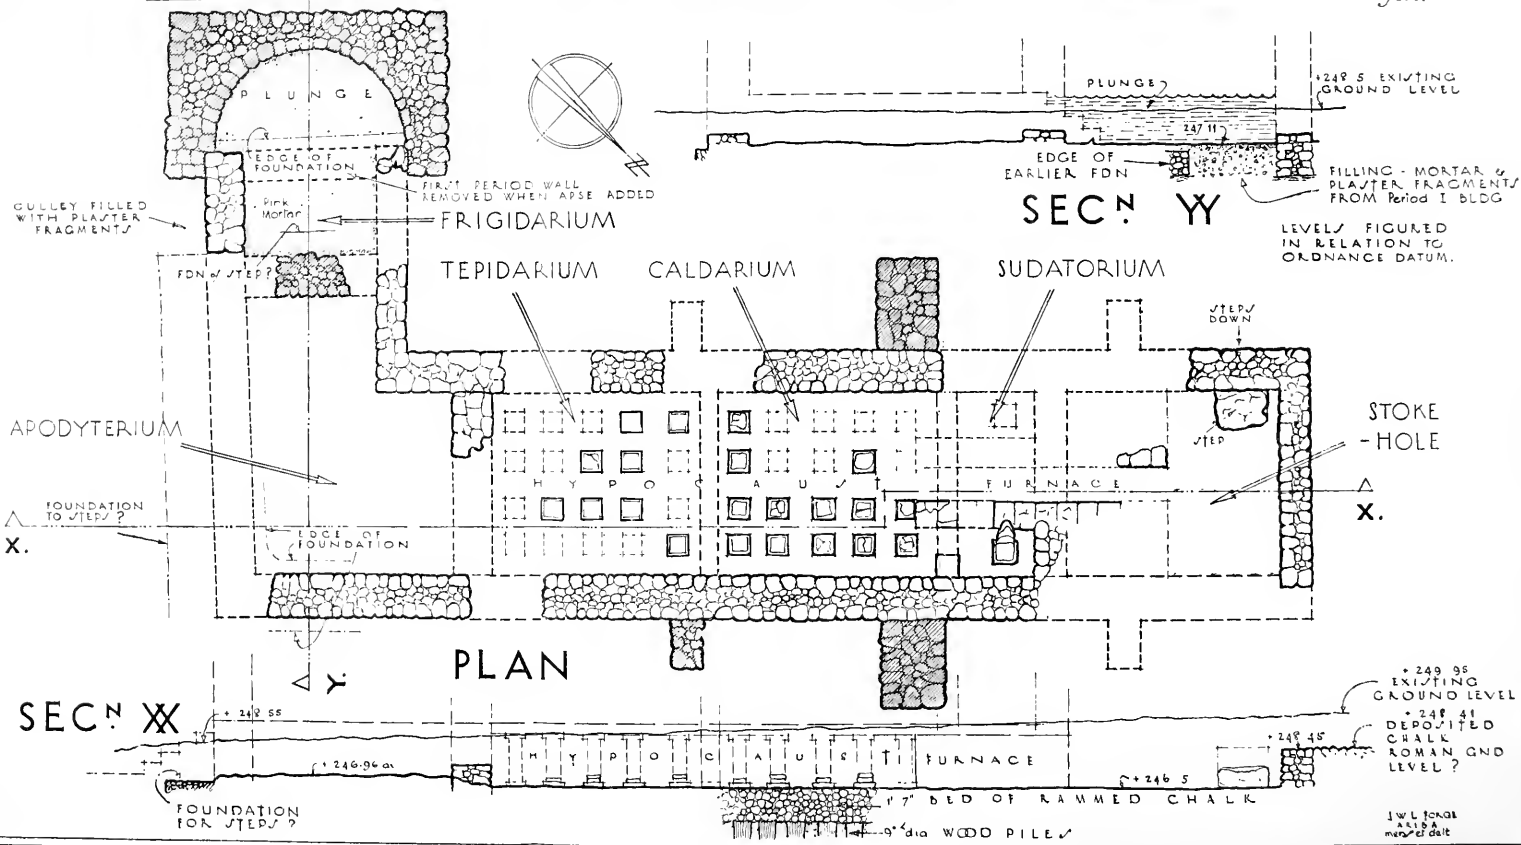 PLUNGE
EDGE OF
FOUNDATION
FIRST PERIOD WALL
REMOVED WHEN APSE ADDED
GULLEY FILLED
WITH PLASTER
FRAGMENTS
Pink
Mortar
FRIGIDARIUM
FDN OF STEP?
TEPIDARIUM
CALDARIUM
SUDATORIUM
PLUNGE
+248 5 EXISTING
GROUND LEVEL
247 11
EDGE OF
EARLIER FDN
FILLING - MORTAR &
PLASTER FRAGMENTS
FROM Period I BLDG
SECN. YY
LEVELS FIGURED
IN RELATION TO
ORDNANCE DATUM.
STEPS
DOWN
STEP
STOKE
-HOLE
APODYTERIUM
HYPOCAUST
FURNACE
FOUNDATION
TO STEPS ?
X.
X.
EDGE OF
FOUNDATION
Y.
PLAN
SECN. XX
+ 248 55
+ 246.96 a
HYPOCAUST
FURNACE
+ 246 5
+ 249 95
EXISTING
GROUND LEVEL
+ 248 41
DEPOSITED
CHALK
ROMAN GND
LEVEL ?
+ 248 45
FOUNDATION
FOR STEPS ?
1' 7" BED OF RAMMED CHALK
9" dia WOOD PILES
A R I B A